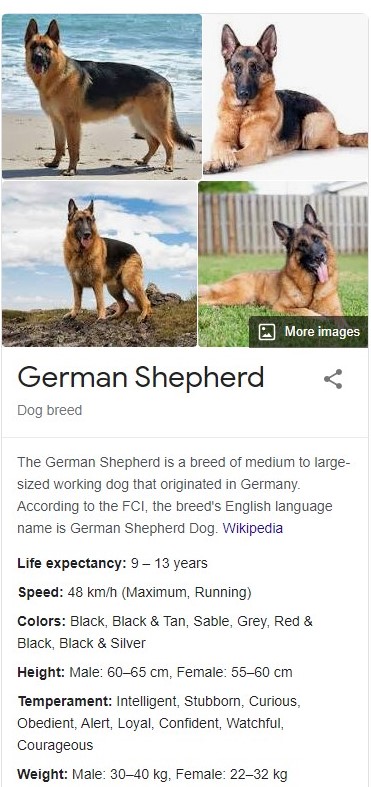 More images
German Shepherd
Dog breed
The German Shepherd is a breed of medium to large-
sized working dog that originated in Germany.
According to the FCI, the breed's English language
name is German Shepherd Dog. Wikipedia
Life expectancy: 9 – 13 years
Speed: 48 km/h (Maximum, Running)
Colors: Black, Black & Tan, Sable, Grey, Red &
Black, Black & Silver
Height: Male: 60–65 cm, Female: 55–60 cm
Temperament: Intelligent, Stubborn, Curious,
Obedient, Alert, Loyal, Confident, Watchful,
Courageous
Weight: Male: 30–40 kg, Female: 22–32 kg